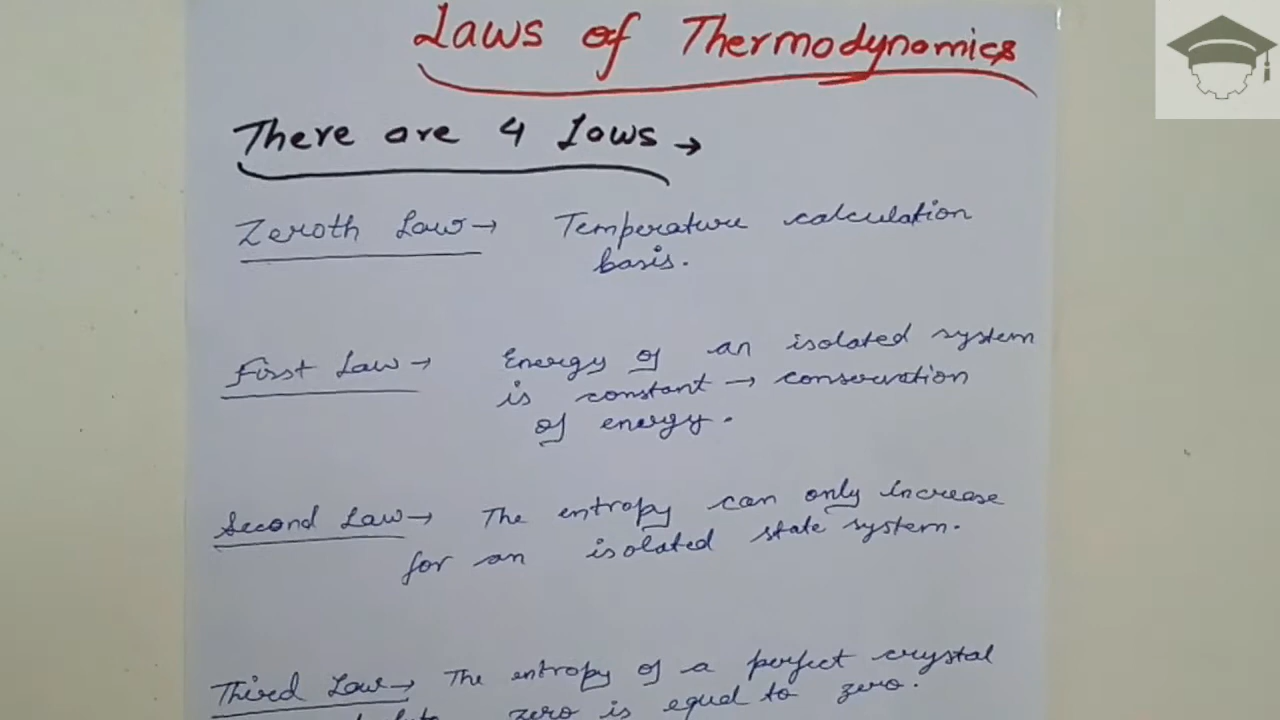 Laws of Thermodynamics
There are 4 Laws →
Zeroth Law → Temperature calculation
basis.
First Law → Energy of an isolated system
is constant → conservation
of energy.
Second Law → The entropy can only increase
for an isolated state system.
Third Law → The entropy of a perfect crystal
zero is equal to zero.